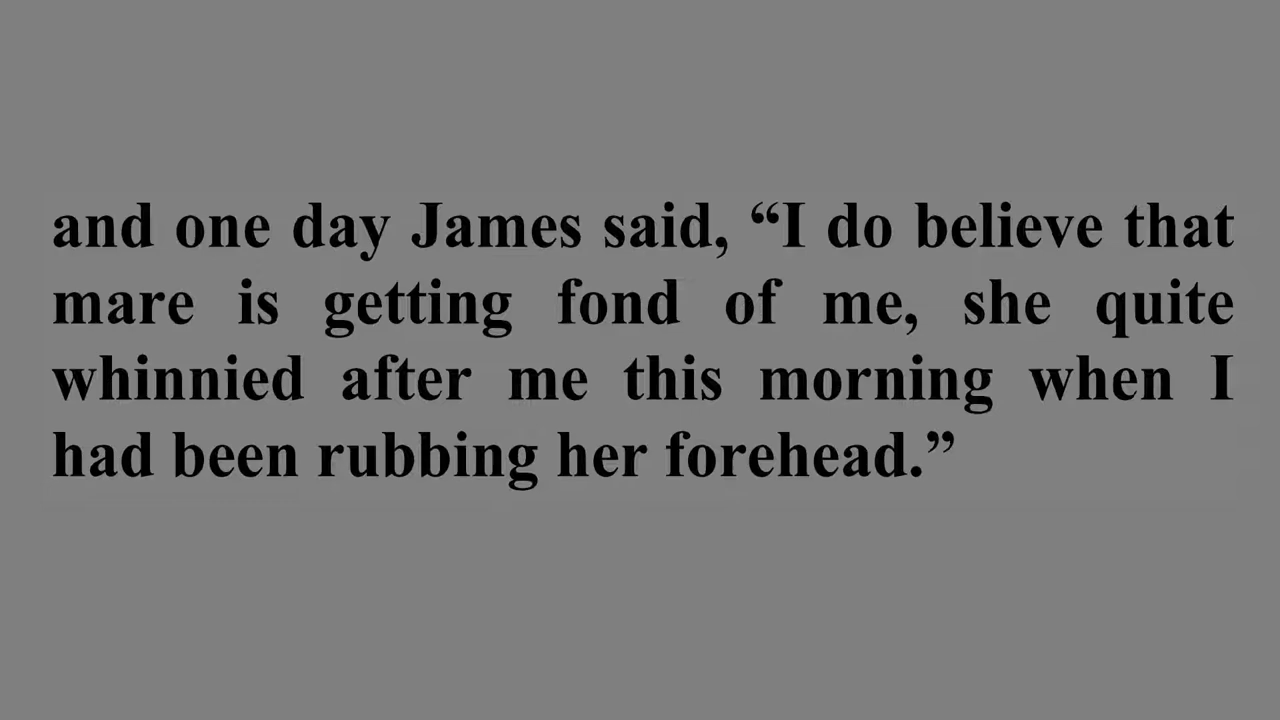 and one day James said, “I do believe that
mare is getting fond of me, she quite
whinnied after me this morning when I
had been rubbing her forehead.”